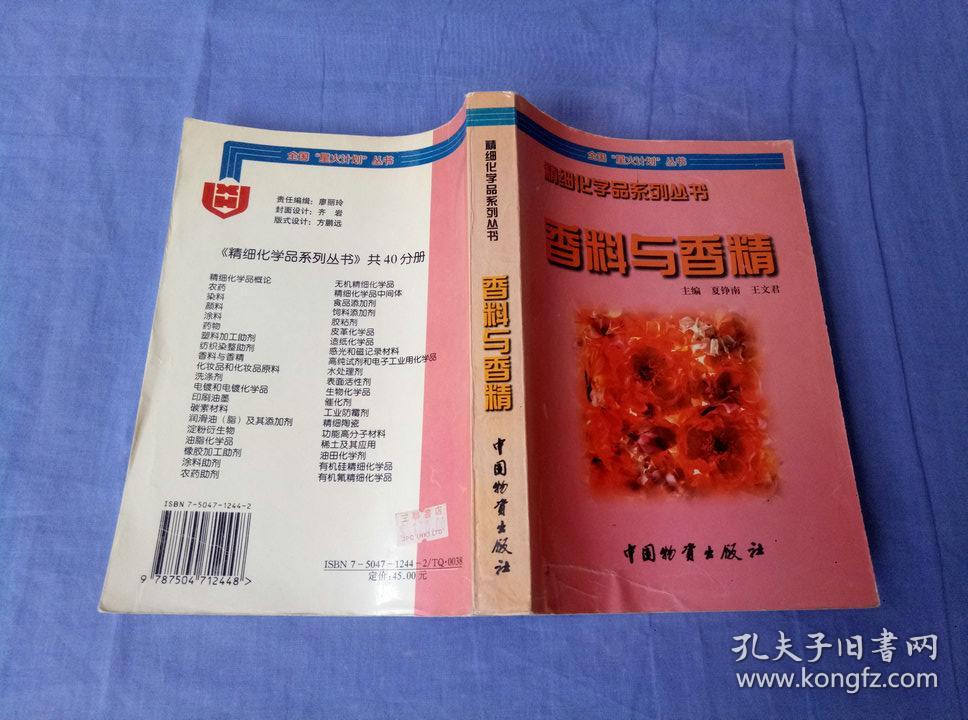 全国“星火计划”丛书
责任编缉：廖丽玲
封面设计：齐 岩
版式设计：方鹏远
《精细化学品系列丛书》共40分册
精细化学品概论
农药
染料
颜料
涂料
药物
塑料加工助剂
纺织染整助剂
香料与香精
化妆品和化妆品原料
洗涤剂
电镀和电镀化学品
印刷油墨
碳素材料
润滑油（脂）及其添加剂
淀粉衍生物
油脂化学品
橡胶加工助剂
涂料助剂
农药助剂
无机精细化学品
精细化学品中间体
食品添加剂
饲料添加剂
胶粘剂
皮革化学品
造纸化学品
感光和磁记录材料
高纯试剂和电子工业用化学品
水处理剂
表面活性剂
生物化学品
催化剂
工业防霉剂
精细陶瓷
功能高分子材料
稀土及其应用
油田化学剂
有机硅精细化学品
有机氟精细化学品
ISBN 7-5047-1244-2
9 787504 712448 >
ISBN 7-5047-1244-2/TQ·0038
定价：45.00元
精细化学品系列丛书
香料与香精
中国物资出版社
全国“星火计划”丛书
精细化学品系列丛书
香料与香精
主编 夏铮南 王文君
中国物资出版社
孔夫子旧书网
www.kongfz.com